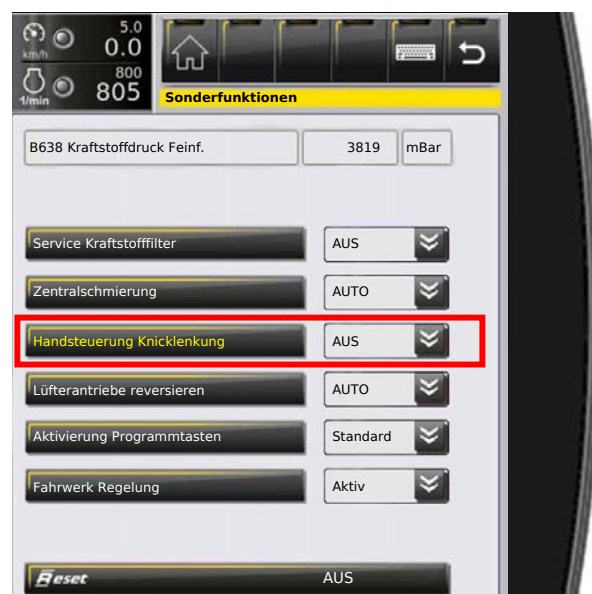 5.0
km/h 0.0
800
1/min 805
Sonderfunktionen
B638 Kraftstoffdruck Feinf. 3819 mBar
Service Kraftstofffilter AUS
Zentralschmierung AUTO
Handsteuerung Knicklenkung AUS
Lüfterantriebe reversieren AUTO
Aktivierung Programmtasten Standard
Fahrwerk Regelung Aktiv
Reset AUS